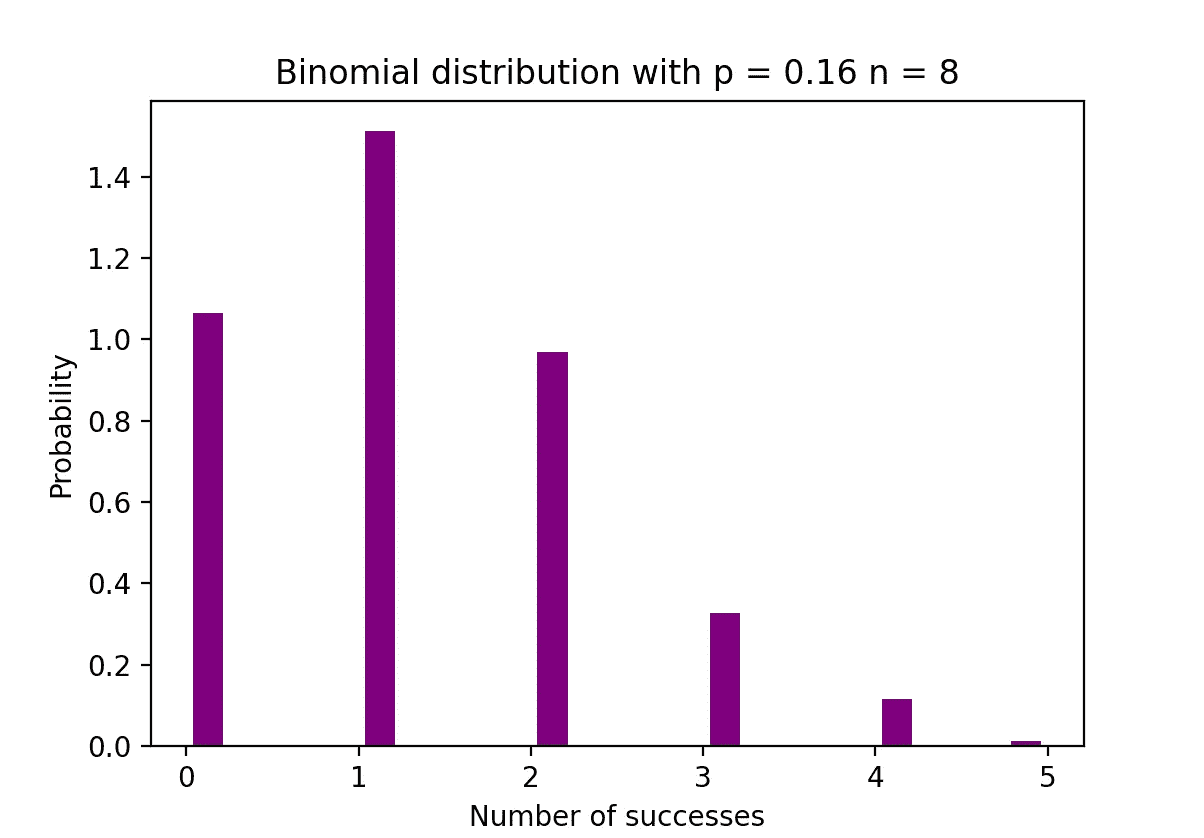 Binomial distribution with p = 0.16 n = 8
Probability
1.4
1.2
1.0
0.8
0.6
0.4
0.2
0.0
0 1 2 3 4 5
Number of successes